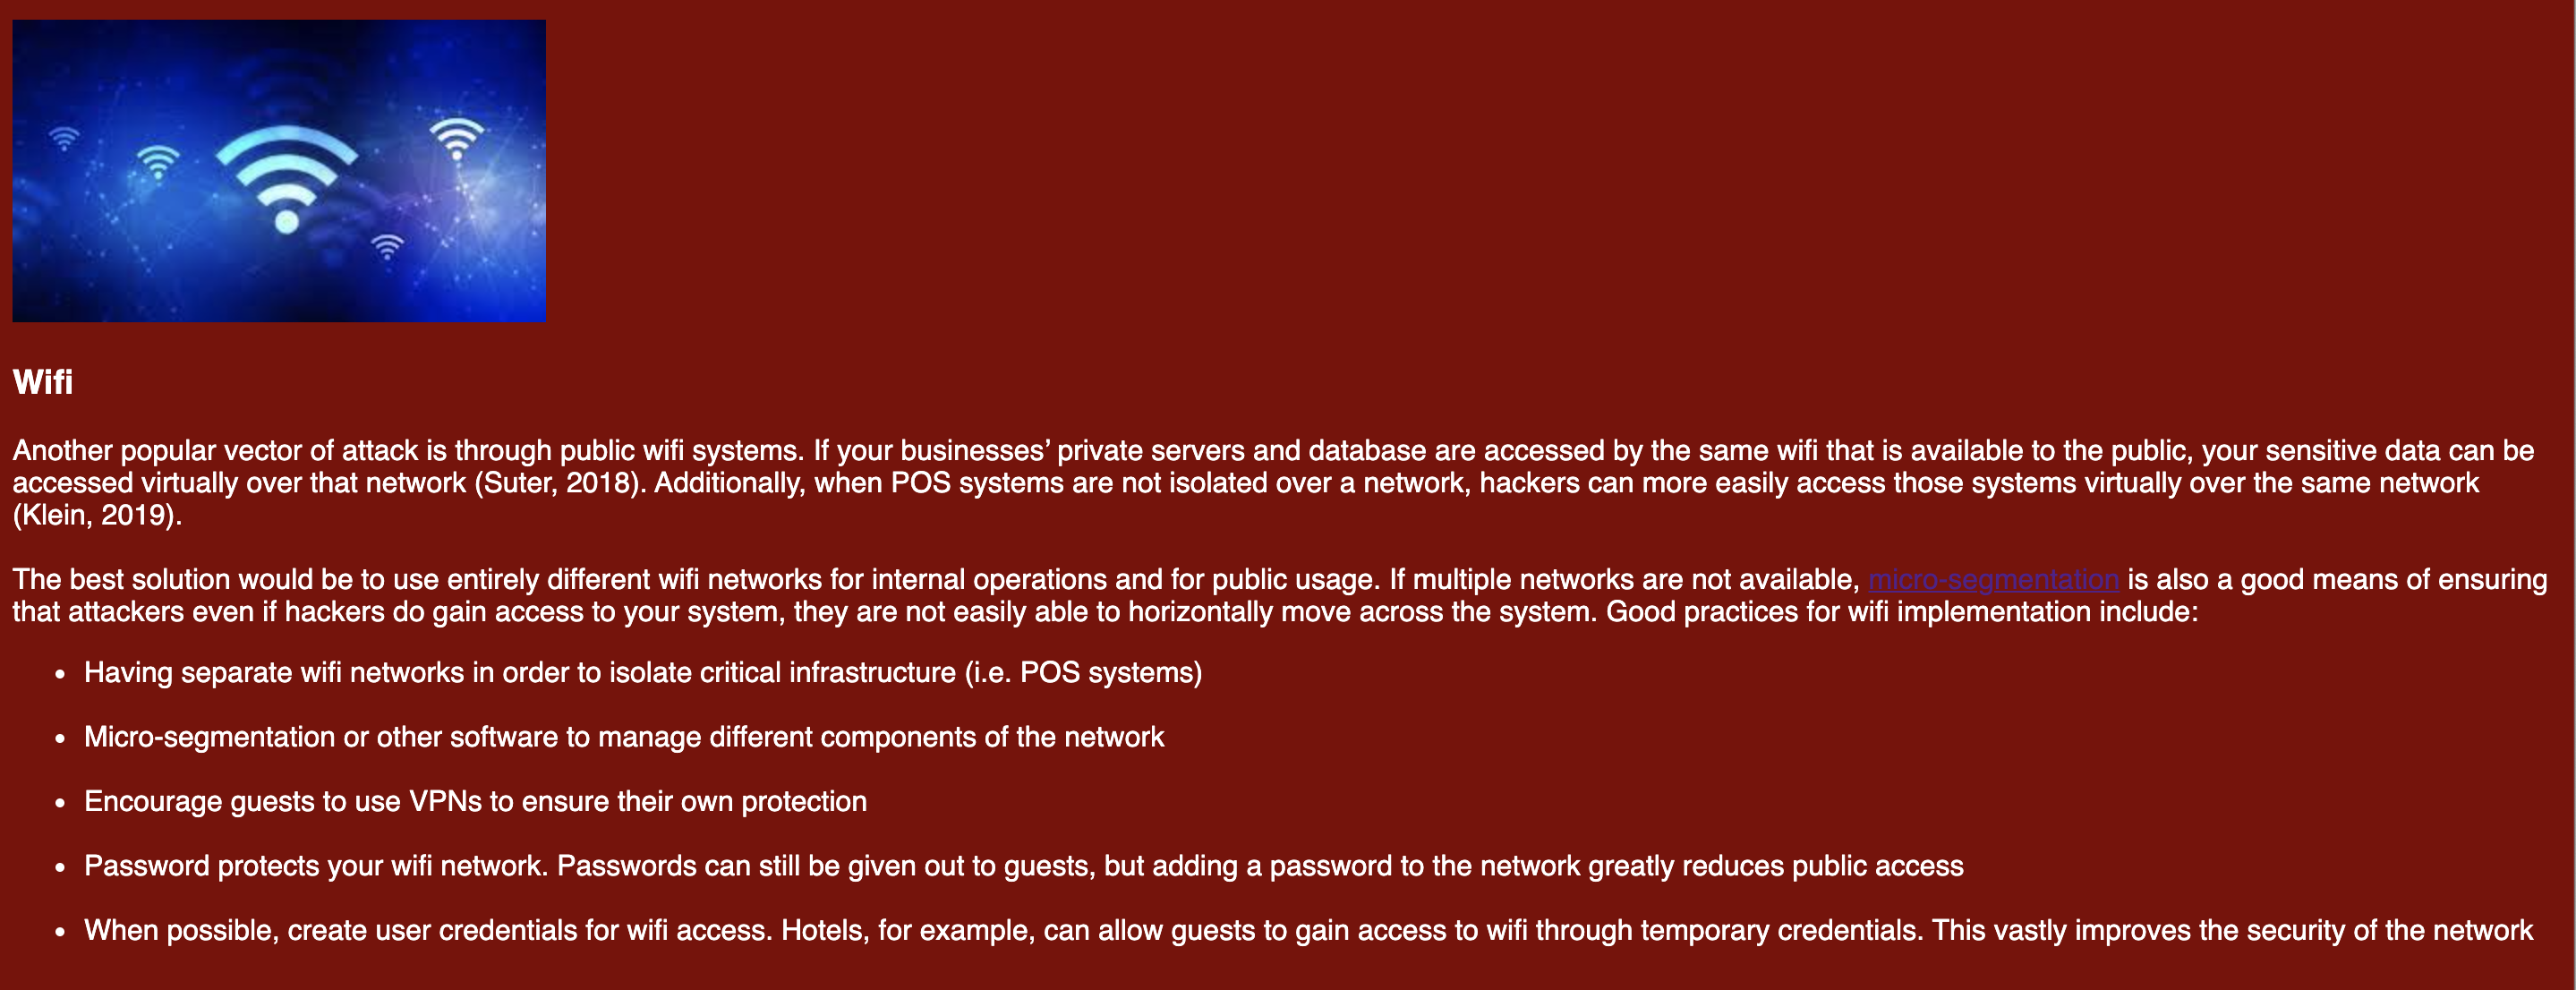 Wifi
Another popular vector of attack is through public wifi systems. If your businesses’ private servers and database are accessed by the same wifi that is available to the public, your sensitive data can be
accessed virtually over that network (Suter, 2018). Additionally, when POS systems are not isolated over a network, hackers can more easily access those systems virtually over the same network
(Klein, 2019).
The best solution would be to use entirely different wifi networks for internal operations and for public usage. If multiple networks are not available, micro-segmentation is also a good means of ensuring
that attackers even if hackers do gain access to your system, they are not easily able to horizontally move across the system. Good practices for wifi implementation include:
• Having separate wifi networks in order to isolate critical infrastructure (i.e. POS systems)
• Micro-segmentation or other software to manage different components of the network
• Encourage guests to use VPNs to ensure their own protection
• Password protects your wifi network. Passwords can still be given out to guests, but adding a password to the network greatly reduces public access
• When possible, create user credentials for wifi access. Hotels, for example, can allow guests to gain access to wifi through temporary credentials. This vastly improves the security of the network